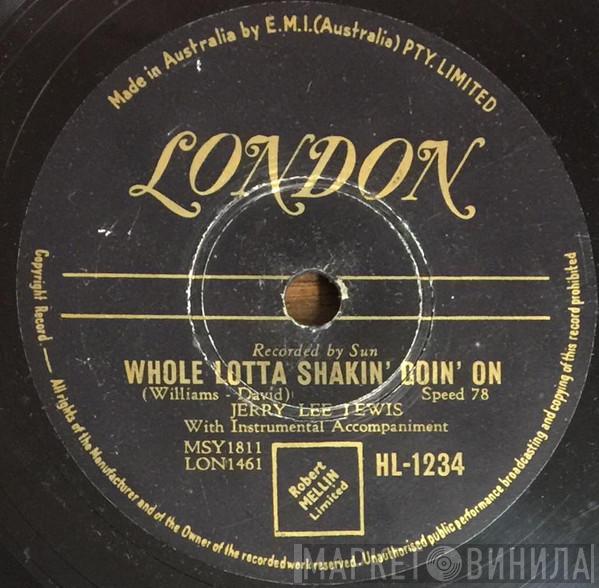 Made in Australia by E.M.I.(Australia) PTY. LIMITED
LONDON
Recorded by Sun
WHOLE LOTTA SHAKIN' GOIN' ON
(Williams - David) Speed 78
JERRY LEE LEWIS
With Instrumental Accompaniment
MSY1811
LON1461
Robert
MELLIN
Limited
HL-1234
Copyright Record — All rights of the Manufacturer and of the Owner of the recorded work reserved. Unauthorised public performance broadcasting and copying of this record prohibited
МАРКЕТ ВИНИЛА